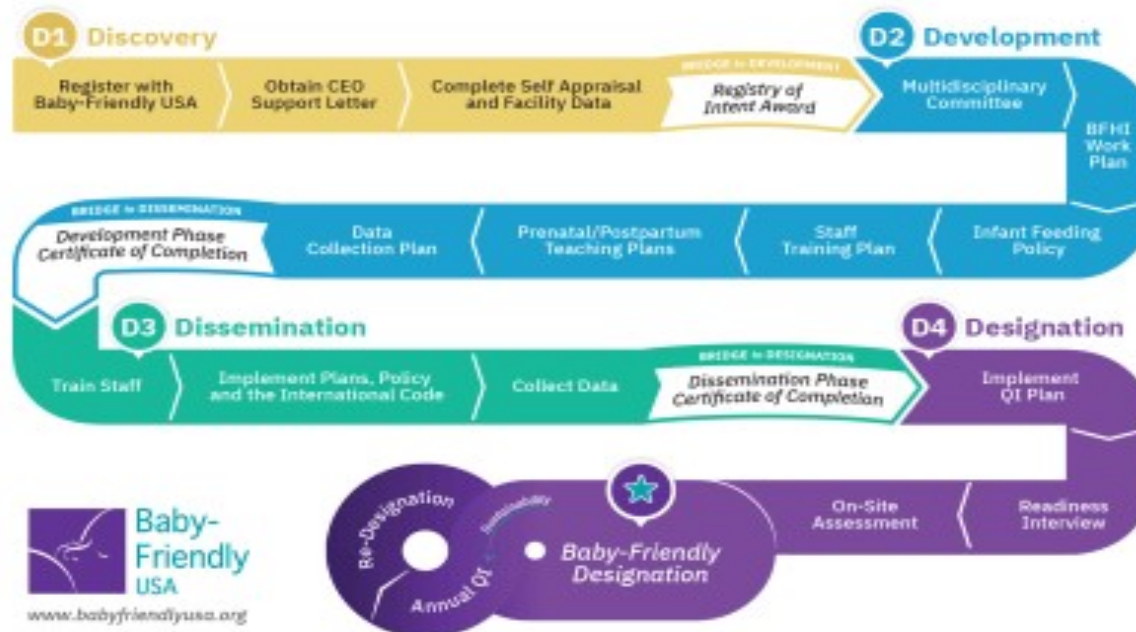 D1 Discovery
D2 Development
Register with
Baby-Friendly USA
Obtain CEO
Support Letter
Complete Self Appraisal
and Facility Data
BRIDGE to DEVELOPMENT
Registry of
Intent Award
Multidisciplinary
Committee
BFHI
Work
Plan
Infant Feeding
Policy
Staff
Training Plan
Prenatal/Postpartum
Teaching Plans
Data
Collection Plan
BRIDGE to DISSEMINATION
Development Phase
Certificate of Completion
D3 Dissemination
D4 Designation
Train Staff
Implement Plans, Policy
and the International Code
Collect Data
BRIDGE to DESIGNATION
Dissemination Phase
Certificate of Completion
Implement
QI Plan
Readiness
Interview
On-Site
Assessment
Baby-Friendly
Designation
Sustainability
Annual QI
Re-Designation
Baby-
Friendly
USA
www.babyfriendlyusa.org